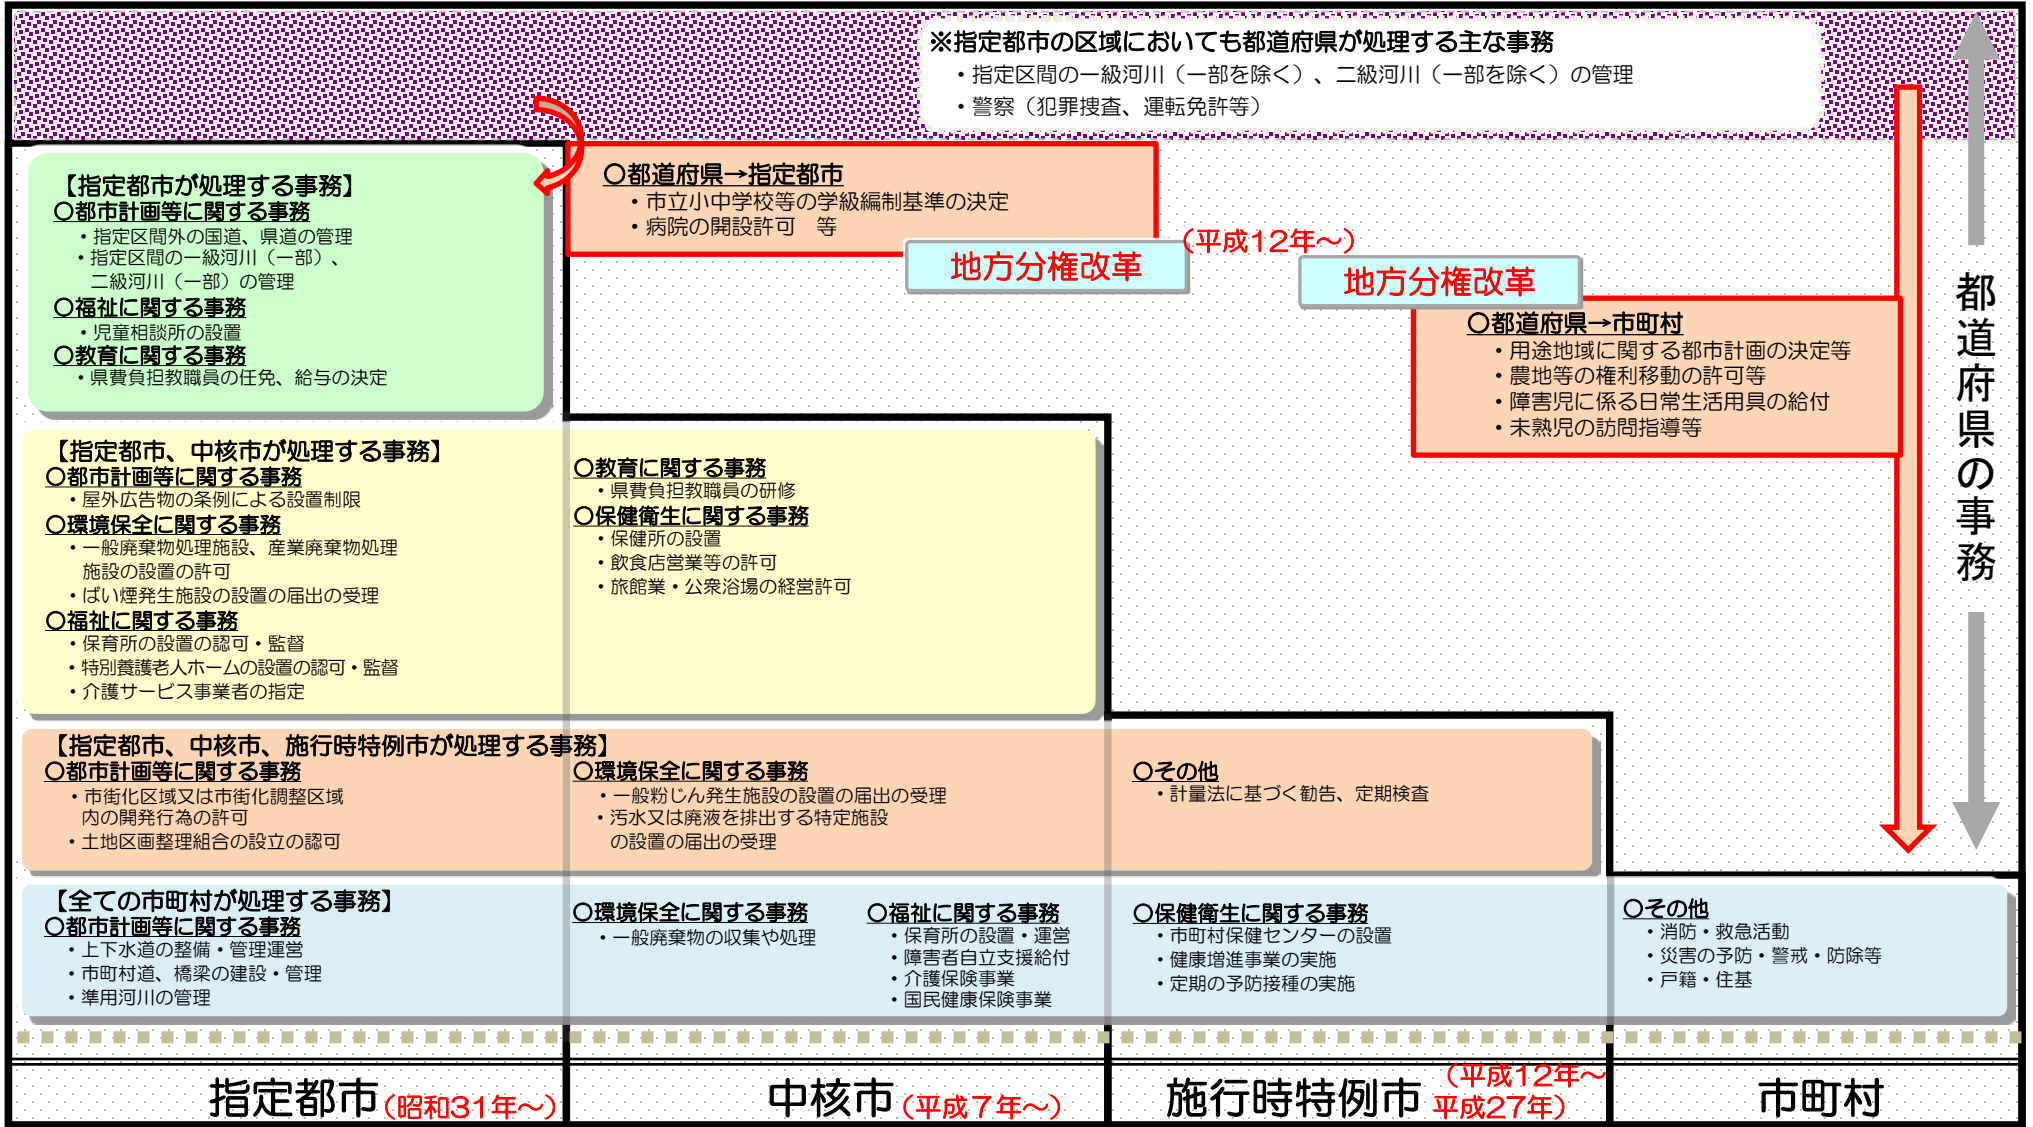 ※指定都市の区域においても都道府県が処理する主な事務
・指定区間の一級河川（一部を除く）、二級河川（一部を除く）の管理
・警察（犯罪捜査、運転免許等）
【指定都市が処理する事務】
○都市計画等に関する事務
・指定区間外の国道、県道の管理
・指定区間の一級河川（一部）、
二級河川（一部）の管理
○福祉に関する事務
・児童相談所の設置
○教育に関する事務
・県費負担教職員の任免、給与の決定
○都道府県→指定都市
・市立小中学校等の学級編制基準の決定
・病院の開設許可　等
地方分権改革
（平成12年～）
地方分権改革
○都道府県→市町村
・用途地域に関する都市計画の決定等
・農地等の権利移動の許可等
・障害児に係る日常生活用具の給付
・未熟児の訪問指導等
都道府県の事務
【指定都市、中核市が処理する事務】
○都市計画等に関する事務
・屋外広告物の条例による設置制限
○環境保全に関する事務
・一般廃棄物処理施設、産業廃棄物処理
施設の設置の許可
・ばい煙発生施設の設置の届出の受理
○福祉に関する事務
・保育所の設置の認可・監督
・特別養護老人ホームの設置の認可・監督
・介護サービス事業者の指定
○教育に関する事務
・県費負担教職員の研修
○保健衛生に関する事務
・保健所の設置
・飲食店営業等の許可
・旅館業・公衆浴場の経営許可
【指定都市、中核市、施行時特例市が処理する事務】
○都市計画等に関する事務
・市街化区域又は市街化調整区域
内の開発行為の許可
・土地区画整理組合の設立の認可
○環境保全に関する事務
・一般粉じん発生施設の設置の届出の受理
・汚水又は廃液を排出する特定施設
の設置の届出の受理
○その他
・計量法に基づく勧告、定期検査
【全ての市町村が処理する事務】
○都市計画等に関する事務
・上下水道の整備・管理運営
・市町村道、橋梁の建設・管理
・準用河川の管理
○環境保全に関する事務
・一般廃棄物の収集や処理
○福祉に関する事務
・保育所の設置・運営
・障害者自立支援給付
・介護保険事業
・国民健康保険事業
○保健衛生に関する事務
・市町村保健センターの設置
・健康増進事業の実施
・定期の予防接種の実施
○その他
・消防・救急活動
・災害の予防・警戒・防除等
・戸籍・住基
指定都市（昭和31年～）
中核市（平成７年～）
施行時特例市（平成12年～
平成27年）
市町村